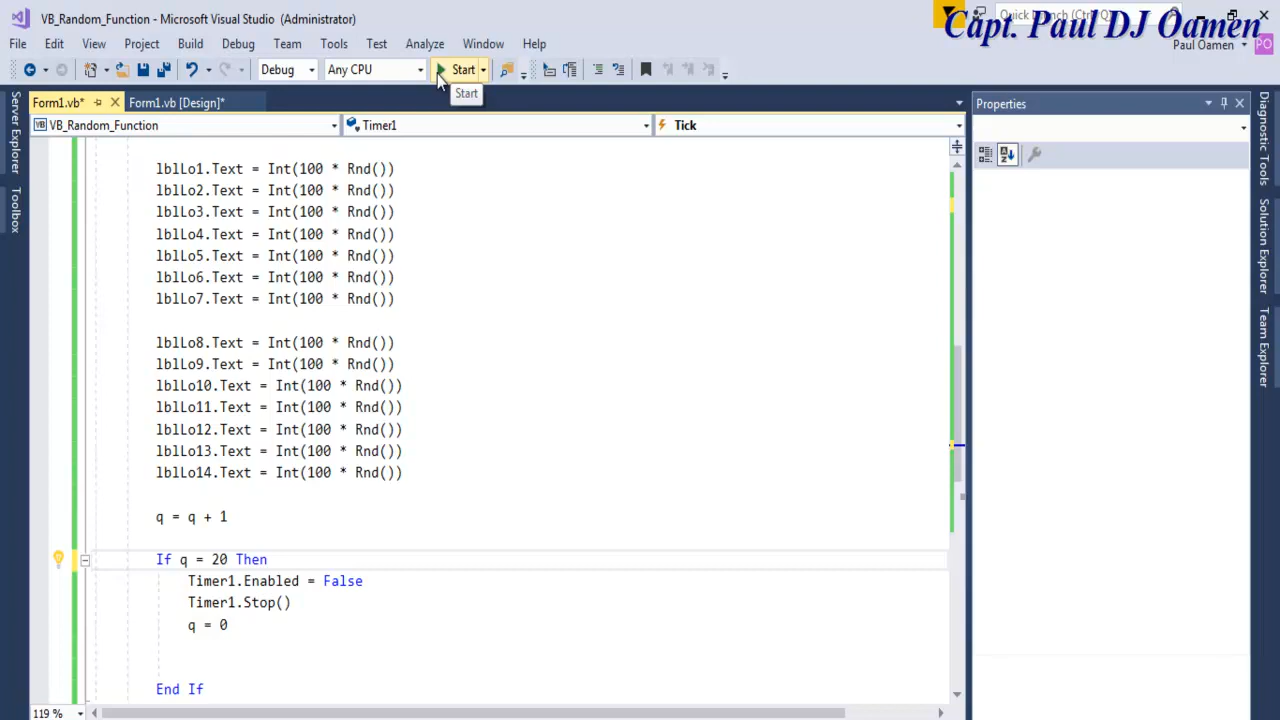 VB_Random_Function - Microsoft Visual Studio (Administrator)
Quick Launch (Ctrl+Q)
Capt. Paul DJ Oamen
File Edit View Project Build Debug Team Tools Test Analyze Window Help
Paul Oamen PO
Debug Any CPU Start
Start
Form1.vb* Form1.vb [Design]*
VB_Random_Function Timer1 Tick
Server Explorer
Toolbox
lblLo1.Text = Int(100 * Rnd())
lblLo2.Text = Int(100 * Rnd())
lblLo3.Text = Int(100 * Rnd())
lblLo4.Text = Int(100 * Rnd())
lblLo5.Text = Int(100 * Rnd())
lblLo6.Text = Int(100 * Rnd())
lblLo7.Text = Int(100 * Rnd())
lblLo8.Text = Int(100 * Rnd())
lblLo9.Text = Int(100 * Rnd())
lblLo10.Text = Int(100 * Rnd())
lblLo11.Text = Int(100 * Rnd())
lblLo12.Text = Int(100 * Rnd())
lblLo13.Text = Int(100 * Rnd())
lblLo14.Text = Int(100 * Rnd())
q = q + 1
If q = 20 Then
Timer1.Enabled = False
Timer1.Stop()
q = 0
End If
119 %
Properties
Diagnostic Tools
Solution Explorer
Team Explorer